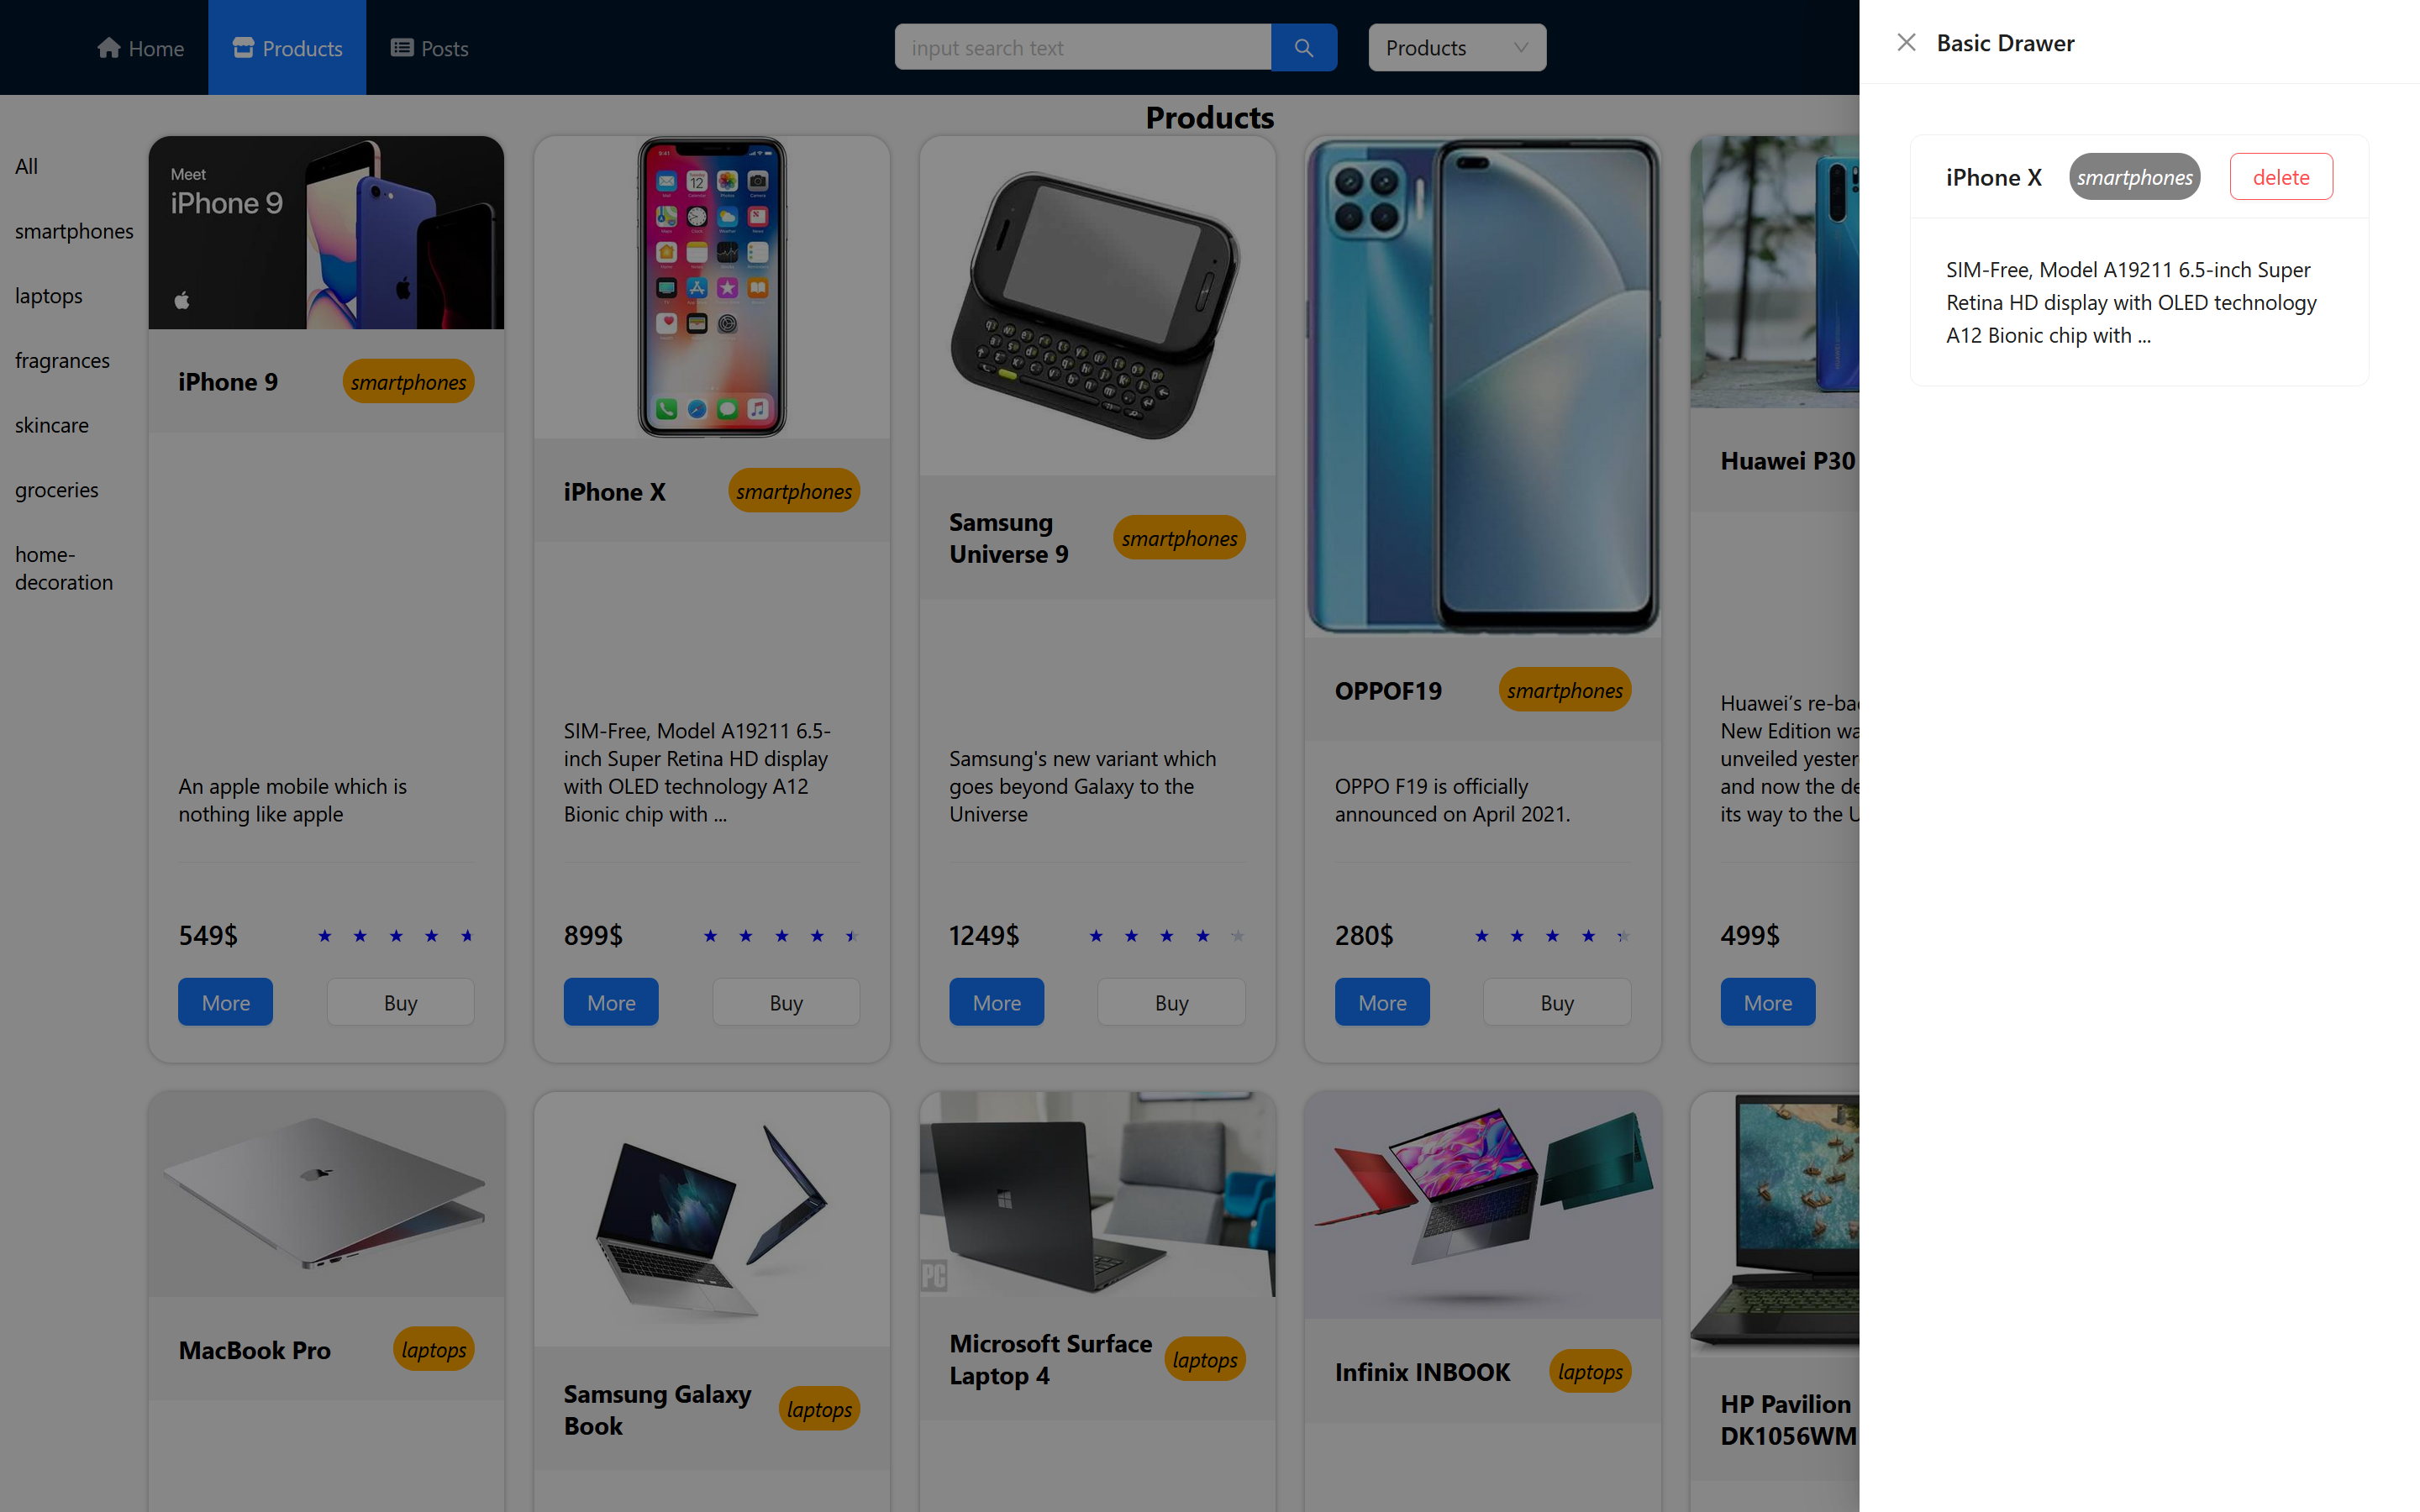 Home
Products
Posts
input search text
Products
Basic Drawer
Products
All
smartphones
laptops
fragrances
skincare
groceries
home-
decoration
Meet
iPhone 9
iPhone 9
smartphones
An apple mobile which is
nothing like apple
549$
More
Buy
iPhone X
smartphones
SIM-Free, Model A19211 6.5-
inch Super Retina HD display
with OLED technology A12
Bionic chip with ...
899$
More
Buy
Samsung
Universe 9
smartphones
Samsung's new variant which
goes beyond Galaxy to the
Universe
1249$
More
Buy
OPPOF19
smartphones
OPPO F19 is officially
announced on April 2021.
280$
More
Buy
Huawei P30
Huawei’s re-ba
New Edition wa
unveiled yester
and now the de
its way to the U
499$
More
MacBook Pro
laptops
Samsung Galaxy
Book
laptops
PC
Microsoft Surface
Laptop 4
laptops
Infinix INBOOK
laptops
HP Pavilion
DK1056WM
iPhone X
smartphones
delete
SIM-Free, Model A19211 6.5-inch Super
Retina HD display with OLED technology
A12 Bionic chip with ...